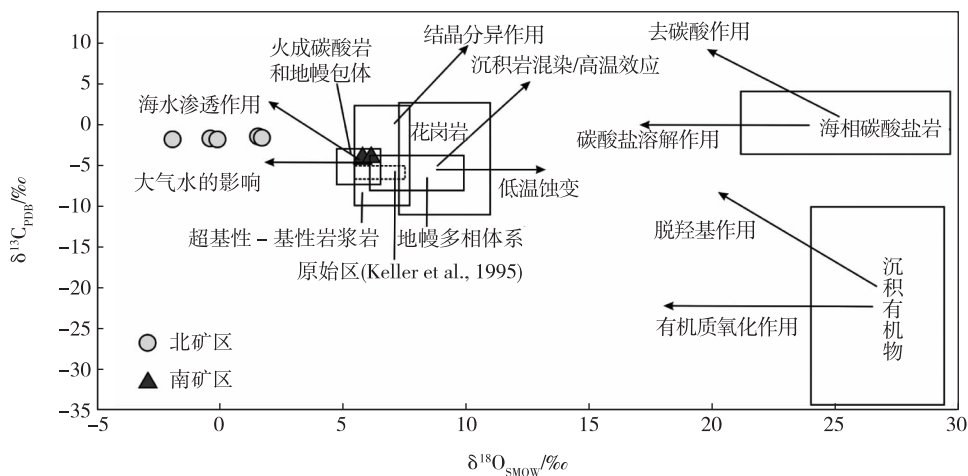 10
5
0
−5
−10
−15
−20
−25
−30
−35
δ¹³C_PDB/‰
结晶分异作用
去碳酸作用
火成碳酸岩
和地幔包体
沉积岩混染/高温效应
海水渗透作用
花岗岩
碳酸盐溶解作用
海相碳酸盐岩
大气水的影响
低温蚀变
超基性－基性岩浆岩
地幔多相体系
脱羟基作用
原始区(Keller et al., 1995)
沉积有机物
有机质氧化作用
北矿区
南矿区
−5
0
5
10
15
20
25
30
δ¹⁸O_SMOW/‰